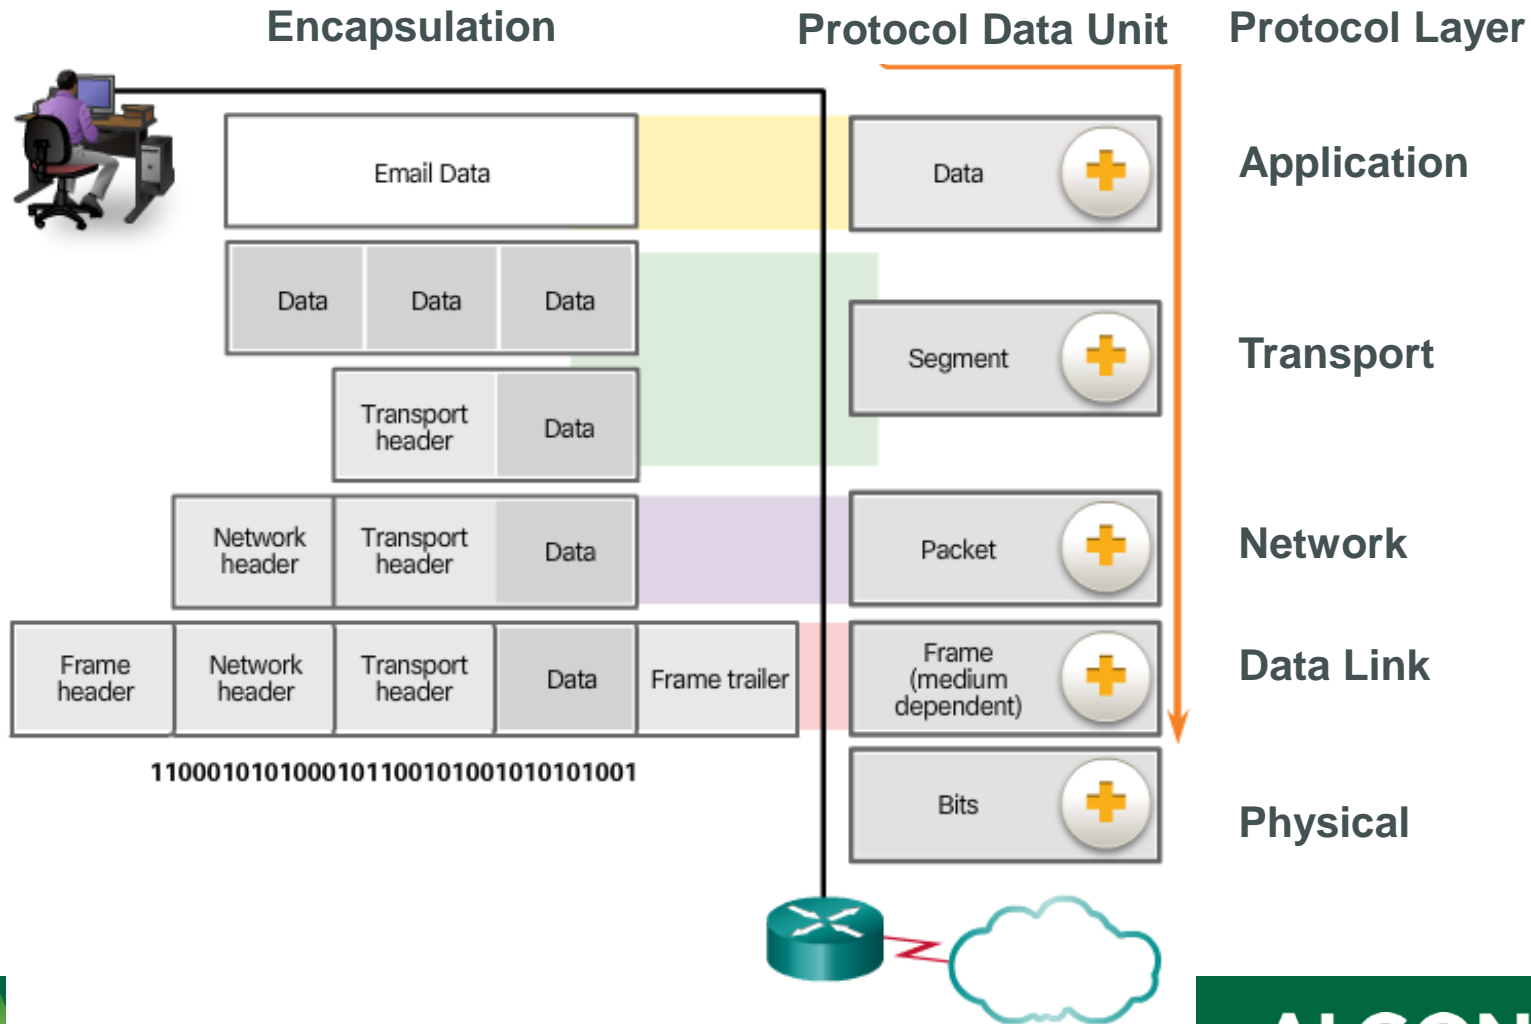 Encapsulation
Protocol Data Unit
Protocol Layer
Email Data
Data
Application
Data
Data
Data
Segment
Transport
Transport
header
Data
Network
header
Transport
header
Data
Packet
Network
Frame
header
Network
header
Transport
header
Data
Frame trailer
Frame
(medium
dependent)
Data Link
1100010101000101100101001010101001
Bits
Physical